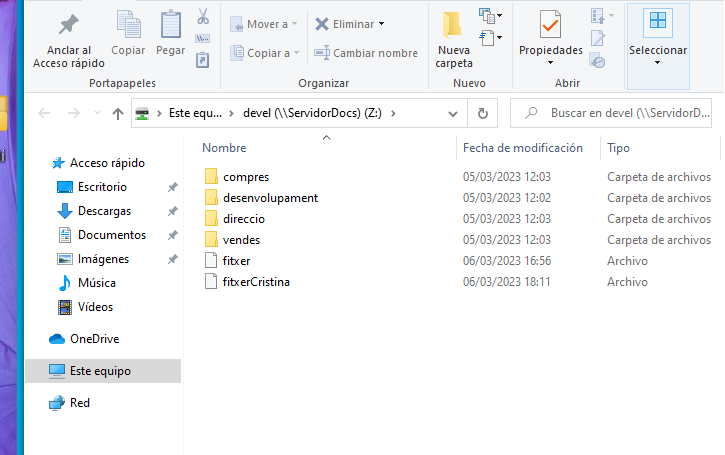 Anclar al
Acceso rápido
Copiar
Pegar
Mover a
Copiar a
Eliminar
Cambiar nombre
Nueva
carpeta
Propiedades
Seleccionar
Portapapeles
Organizar
Nuevo
Abrir
Este equ...
devel (\\ServidorDocs) (Z:)
Buscar en devel (\\ServidorD...
Nombre
Fecha de modificación
Tipo
Acceso rápido
Escritorio
Descargas
Documentos
Imágenes
Música
Vídeos
OneDrive
Este equipo
Red
compres 05/03/2023 12:03 Carpeta de archivos
desenvolupament 05/03/2023 12:02 Carpeta de archivos
direccio 05/03/2023 12:03 Carpeta de archivos
vendes 05/03/2023 12:03 Carpeta de archivos
fitxer 06/03/2023 16:56 Archivo
fitxerCristina 06/03/2023 18:11 Archivo